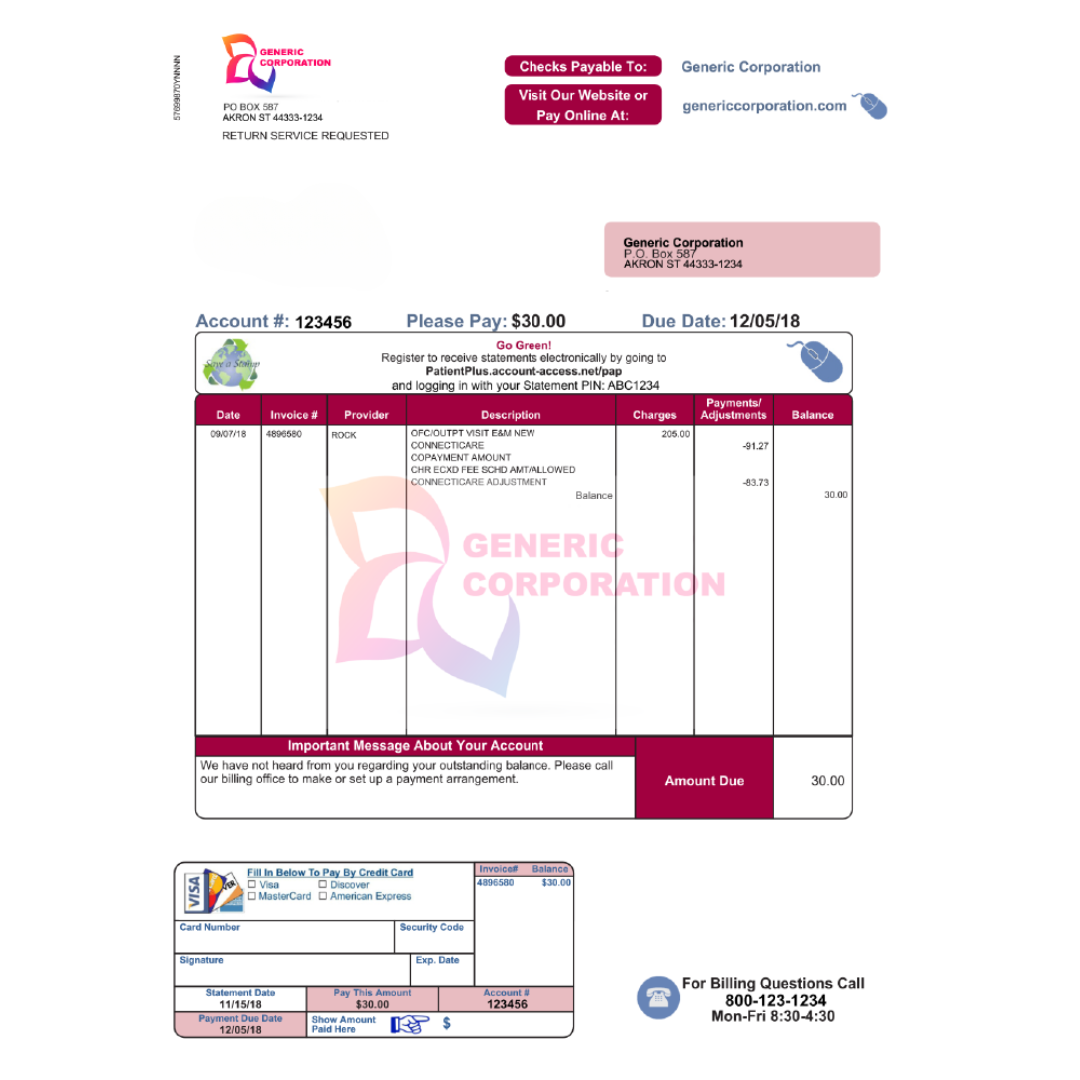 57699870YNNNN
GENERIC
CORPORATION
PO BOX 587
AKRON ST 44333-1234
RETURN SERVICE REQUESTED
Checks Payable To:
Generic Corporation
Visit Our Website or
Pay Online At:
genericcorporation.com
Generic Corporation
P.O. Box 587
AKRON ST 44333-1234
Account #: 123456 Please Pay: $30.00 Due Date: 12/05/18
Save a Stamp
Go Green!
Register to receive statements electronically by going to
PatientPlus.account-access.net/pap
and logging in with your Statement PIN: ABC1234
Date Invoice # Provider Description Charges Payments/ Adjustments Balance
09/07/18 4896580 ROCK OFC/OUTPT VISIT E&M NEW 205.00
CONNECTICARE -91.27
COPAYMENT AMOUNT
CHR ECXD FEE SCHD AMT/ALLOWED
CONNECTICARE ADJUSTMENT -83.73
Balance 30.00
GENERIC
CORPORATION
Important Message About Your Account
We have not heard from you regarding your outstanding balance. Please call
our billing office to make or set up a payment arrangement.
Amount Due 30.00
VISA
VER
Fill In Below To Pay By Credit Card
☐ Visa ☐ Discover
☐ MasterCard ☐ American Express
Invoice# Balance
4896580 $30.00
Card Number Security Code
Signature Exp. Date
Statement Date Pay This Amount Account #
11/15/18 $30.00 123456
Payment Due Date
12/05/18
Show Amount
Paid Here
$
For Billing Questions Call
800-123-1234
Mon-Fri 8:30-4:30